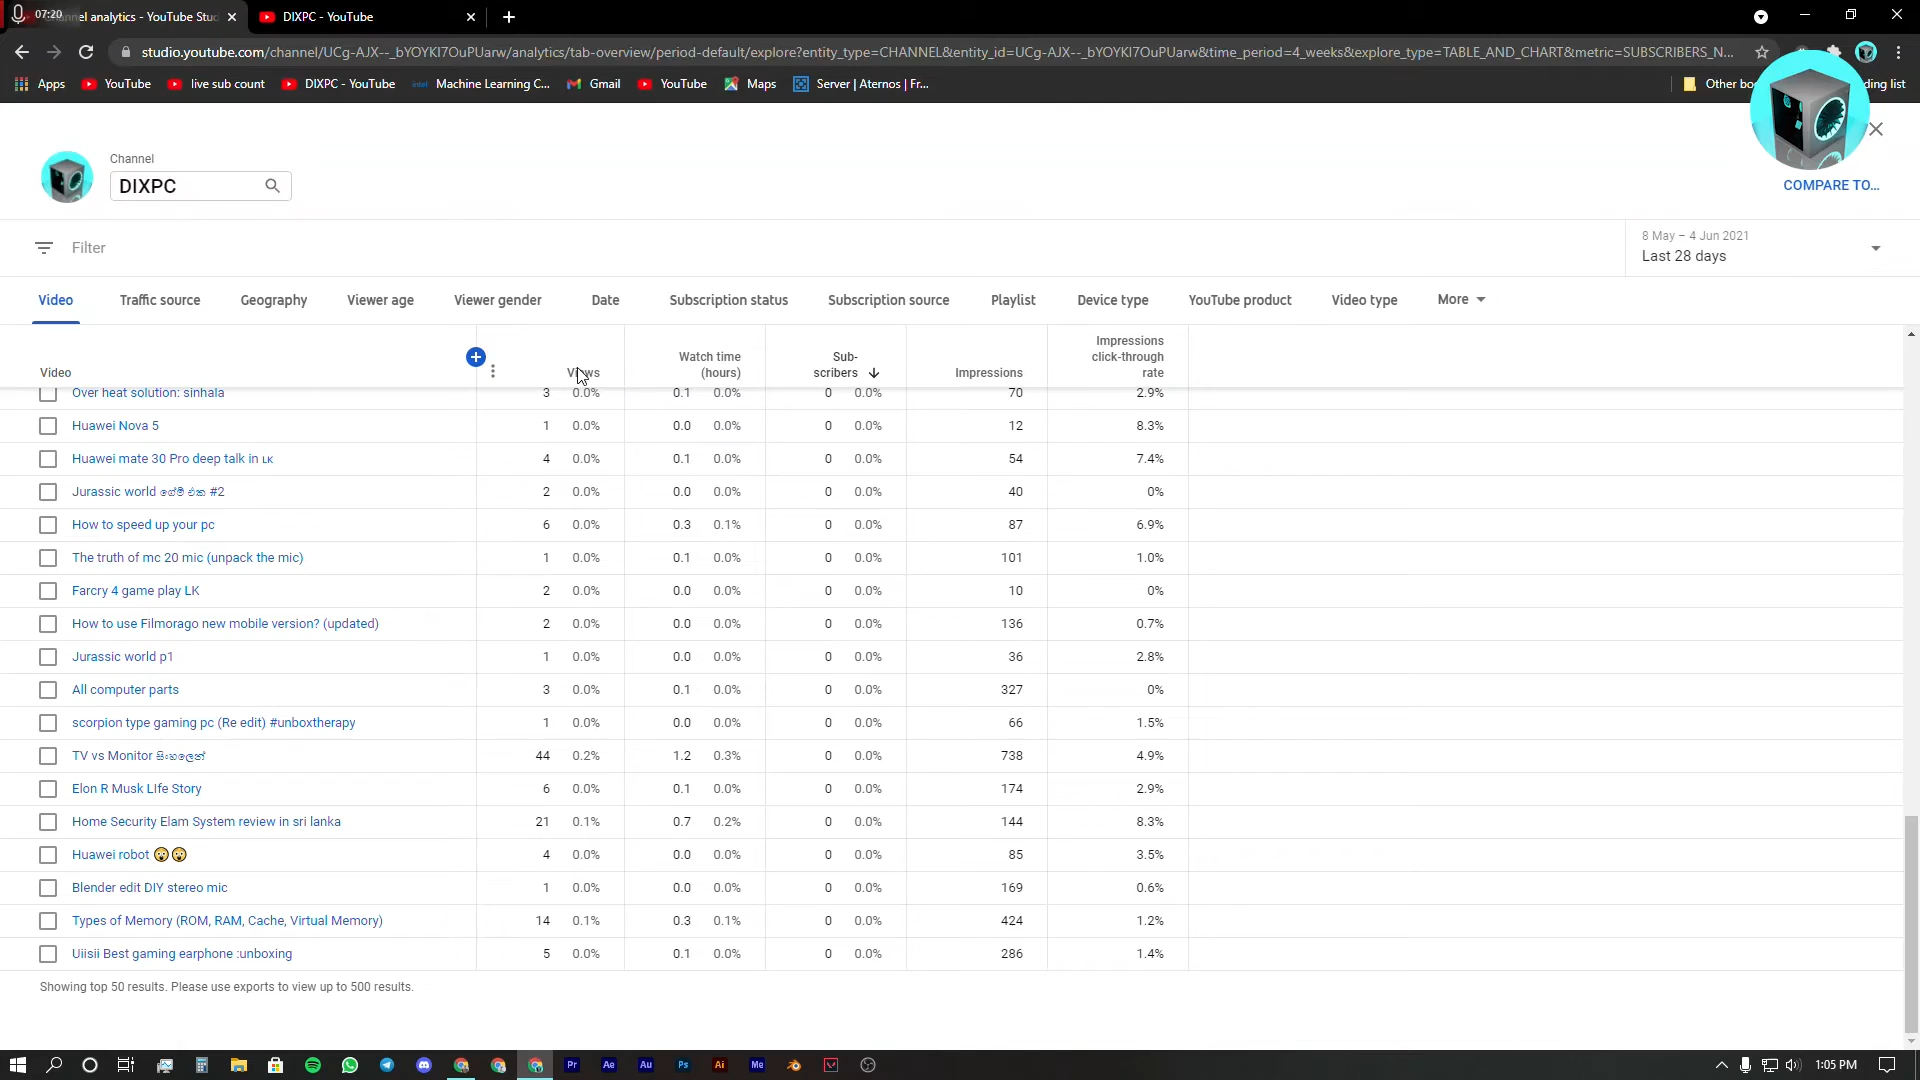 07:20
Channel analytics - YouTube Stud
DIXPC - YouTube
studio.youtube.com/channel/UCg-AJX--_bYOYKI7OuPUarw/analytics/tab-overview/period-default/explore?entity_type=CHANNEL&entity_id=UCg-AJX--_bYOYKI7OuPUarw&time_period=4_weeks&explore_type=TABLE_AND_CHART&metric=SUBSCRIBERS_N...
Apps YouTube live sub count DIXPC - YouTube Machine Learning C... Gmail YouTube Maps Server | Aternos | Fr... Other bo ding list
Channel
DIXPC
COMPARE TO...
Filter
8 May – 4 Jun 2021
Last 28 days
Video Traffic source Geography Viewer age Viewer gender Date Subscription status Subscription source Playlist Device type YouTube product Video type More
Video Views Watch time (hours) Sub-scribers Impressions Impressions click-through rate
Over heat solution: sinhala 3 0.0% 0.1 0.0% 0 0.0% 70 2.9%
Huawei Nova 5 1 0.0% 0.0 0.0% 0 0.0% 12 8.3%
Huawei mate 30 Pro deep talk in ʟᴋ 4 0.0% 0.1 0.0% 0 0.0% 54 7.4%
Jurassic world ගේම් එක #2 2 0.0% 0.0 0.0% 0 0.0% 40 0%
How to speed up your pc 6 0.0% 0.3 0.1% 0 0.0% 87 6.9%
The truth of mc 20 mic (unpack the mic) 1 0.0% 0.1 0.0% 0 0.0% 101 1.0%
Farcry 4 game play LK 2 0.0% 0.0 0.0% 0 0.0% 10 0%
How to use Filmorago new mobile version? (updated) 2 0.0% 0.0 0.0% 0 0.0% 136 0.7%
Jurassic world p1 1 0.0% 0.0 0.0% 0 0.0% 36 2.8%
All computer parts 3 0.0% 0.1 0.0% 0 0.0% 327 0%
scorpion type gaming pc (Re edit) #unboxtherapy 1 0.0% 0.0 0.0% 0 0.0% 66 1.5%
TV vs Monitor සිංහලෙන් 44 0.2% 1.2 0.3% 0 0.0% 738 4.9%
Elon R Musk LIfe Story 6 0.0% 0.1 0.0% 0 0.0% 174 2.9%
Home Security Elam System review in sri lanka 21 0.1% 0.7 0.2% 0 0.0% 144 8.3%
Huawei robot 😲😲 4 0.0% 0.0 0.0% 0 0.0% 85 3.5%
Blender edit DIY stereo mic 1 0.0% 0.0 0.0% 0 0.0% 169 0.6%
Types of Memory (ROM, RAM, Cache, Virtual Memory) 14 0.1% 0.3 0.1% 0 0.0% 424 1.2%
Uiisii Best gaming earphone :unboxing 5 0.0% 0.1 0.0% 0 0.0% 286 1.4%
Showing top 50 results. Please use exports to view up to 500 results.
Pr Ae Au Ps Ai Me
1:05 PM